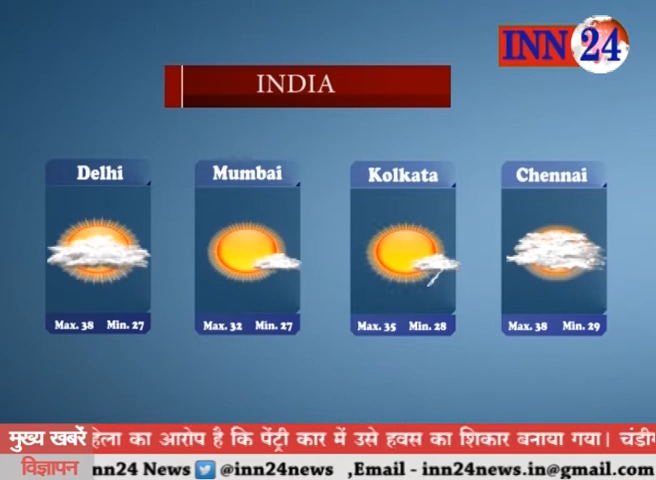 INN 24
INDIA
Delhi
Mumbai
Kolkata
Chennai
Max. 38 Min. 27
Max. 32 Min. 27
Max. 35 Min. 28
Max. 38 Min. 29
मुख्य खबरें हेला का आरोप है कि पेंट्री कार में उसे हवस का शिकार बनाया गया।
विज्ञापन nn24 News @inn24news ,Email - inn24news.in@gmail.com